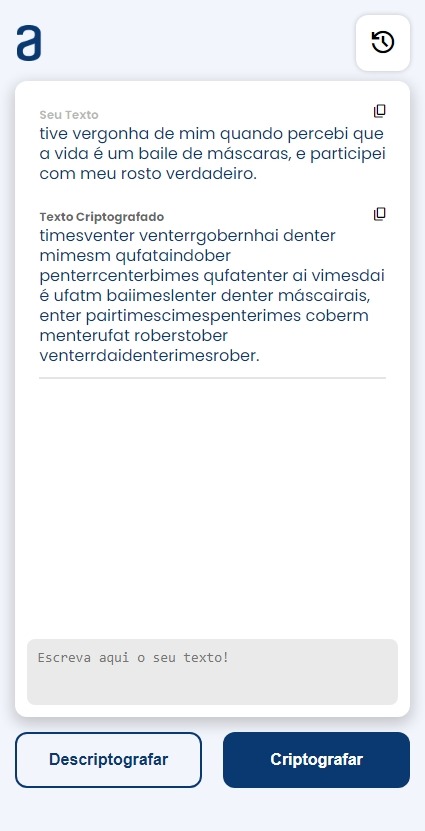 a
Seu Texto
tive vergonha de mim quando percebi que
a vida é um baile de máscaras, e participei
com meu rosto verdadeiro.
Texto Criptografado
timesventer venterrgobernhai denter
mimesm qufataindober
penterrcenterbimes qufatenter ai vimesdai
é ufatm baiimeslenter denter máscairais,
enter pairtimescimespenterimes coberm
menterufat roberstober
venterrdaidenterimesrober.
Escreva aqui o seu texto!
Descriptografar
Criptografar